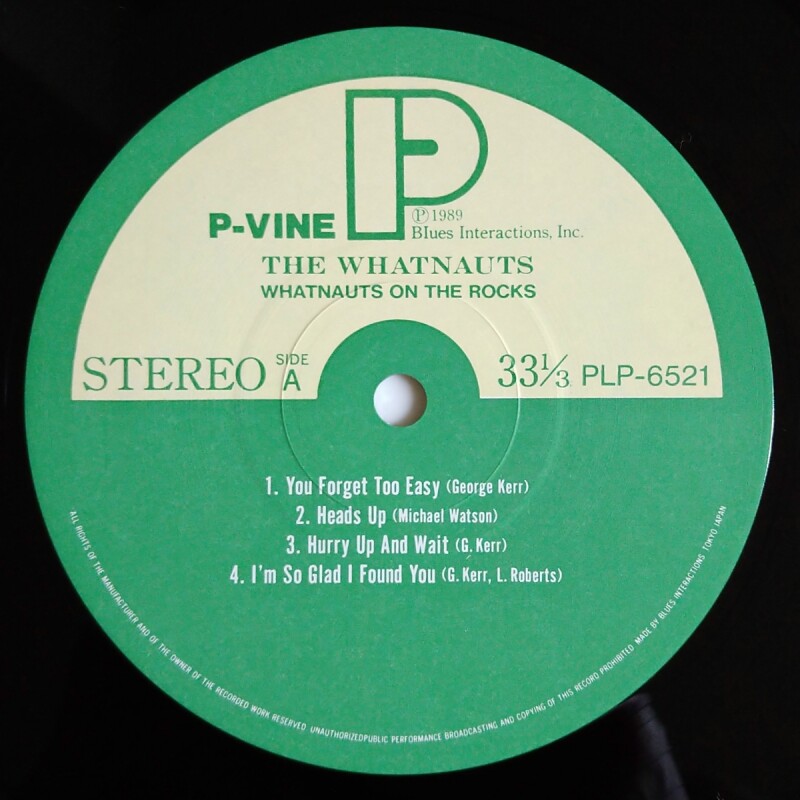 P
P-VINE
Ⓟ1989
Blues Interactions, Inc.
THE WHATNAUTS
WHATNAUTS ON THE ROCKS
STEREO SIDE A
33⅓ PLP-6521
1. You Forget Too Easy (George Kerr)
2. Heads Up (Michael Watson)
3. Hurry Up And Wait (G. Kerr)
4. I'm So Glad I Found You (G. Kerr, L. Roberts)
ALL RIGHTS OF THE MANUFACTURER AND OF THE OWNER OF THE RECORDED WORK RESERVED UNAUTHORIZEDPUBLIC PERFORMANCE BROADCASTING AND COPYING OF THIS RECORD PROHIBITED MADE BY BLUES INTERACTIONS TOKYO JAPAN